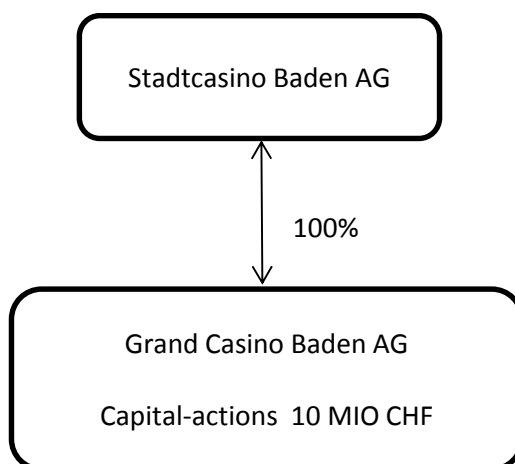 Stadtcasino Baden AG
100%
Grand Casino Baden AG
Capital-actions 10 MIO CHF